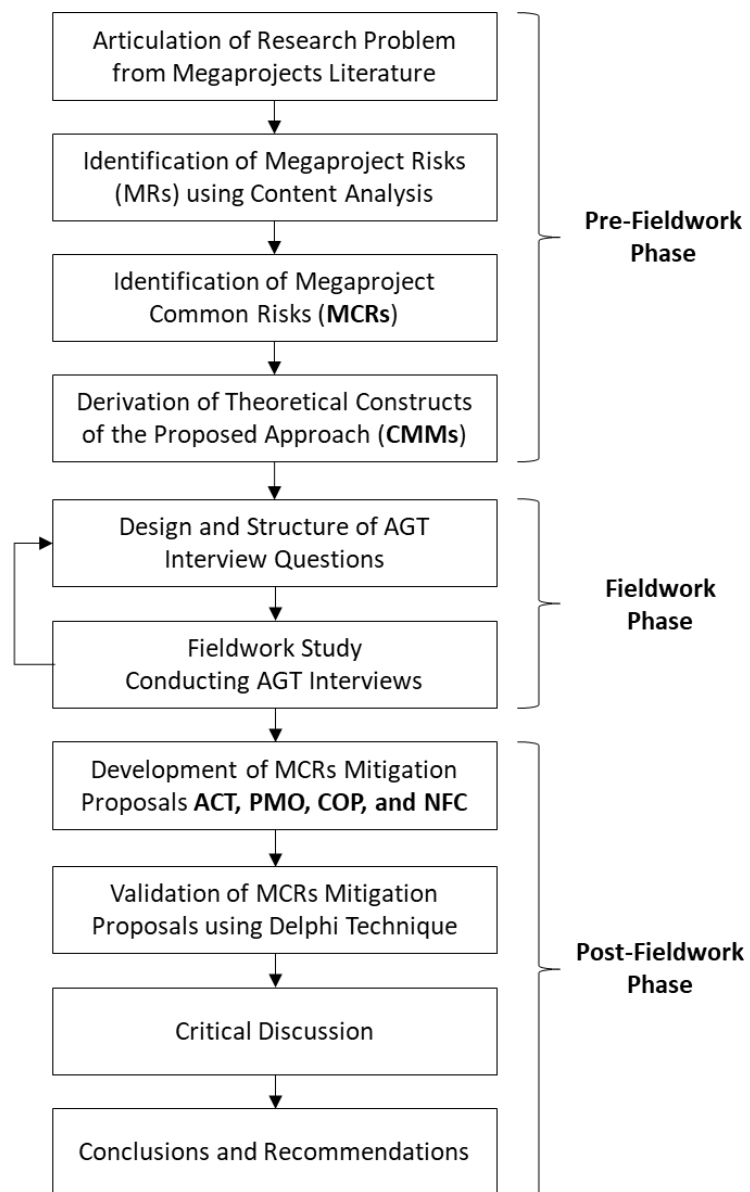 Articulation of Research Problem
from Megaprojects Literature
Identification of Megaproject Risks
(MRs) using Content Analysis
Identification of Megaproject
Common Risks (MCRs)
Derivation of Theoretical Constructs
of the Proposed Approach (CMMs)
Pre-Fieldwork
Phase
Design and Structure of AGT
Interview Questions
Fieldwork Study
Conducting AGT Interviews
Fieldwork
Phase
Development of MCRs Mitigation
Proposals ACT, PMO, COP, and NFC
Validation of MCRs Mitigation
Proposals using Delphi Technique
Critical Discussion
Conclusions and Recommendations
Post-Fieldwork
Phase